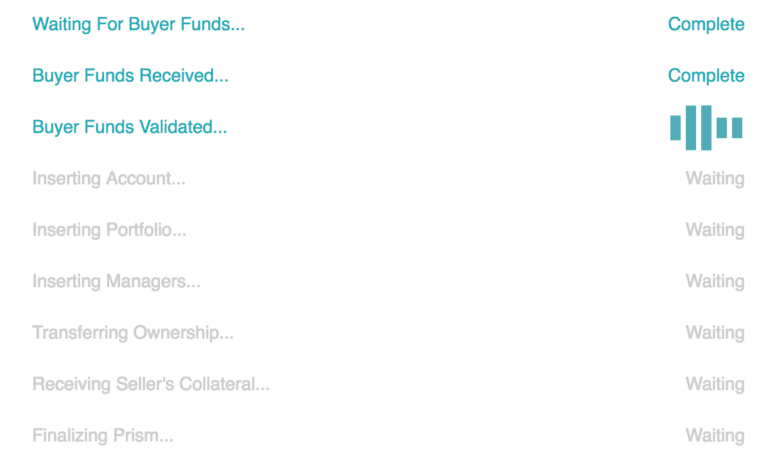 Waiting For Buyer Funds... Complete
Buyer Funds Received... Complete
Buyer Funds Validated...
Inserting Account... Waiting
Inserting Portfolio... Waiting
Inserting Managers... Waiting
Transferring Ownership... Waiting
Receiving Seller's Collateral... Waiting
Finalizing Prism... Waiting